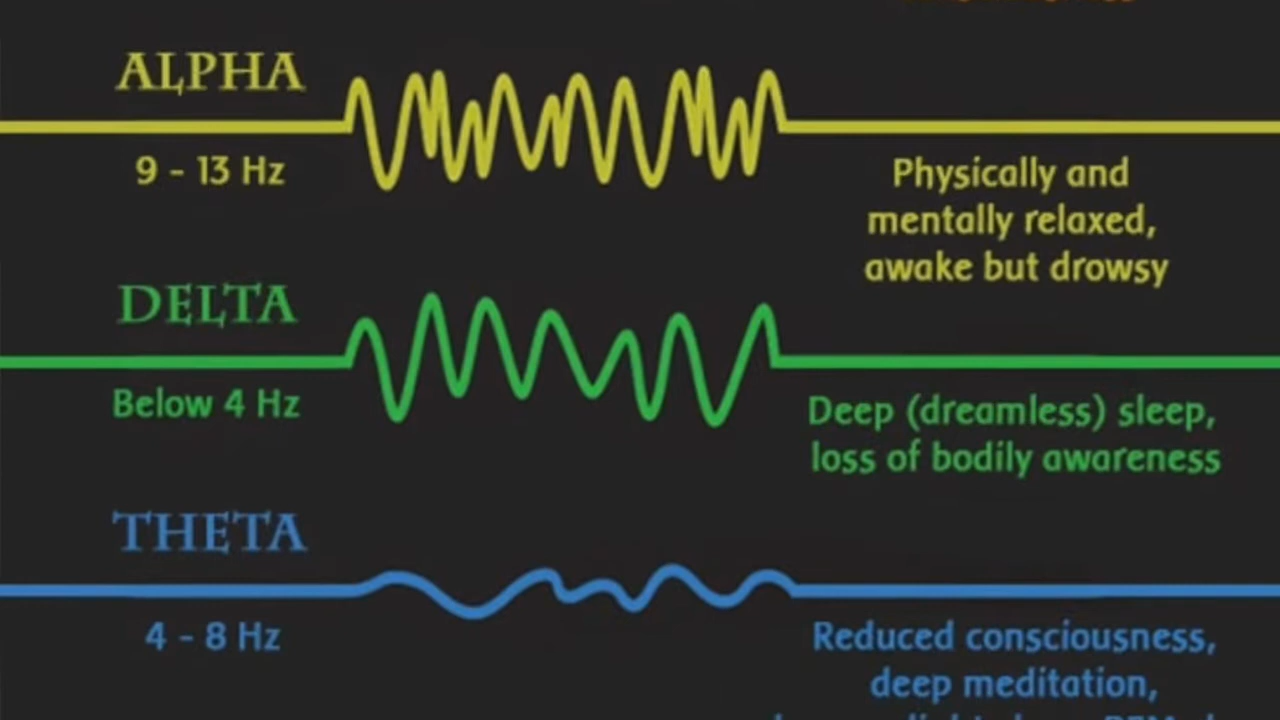 ALPHA
9 - 13 Hz
Physically and
mentally relaxed,
awake but drowsy
DELTA
Below 4 Hz
Deep (dreamless) sleep,
loss of bodily awareness
THETA
4 - 8 Hz
Reduced consciousness,
deep meditation,